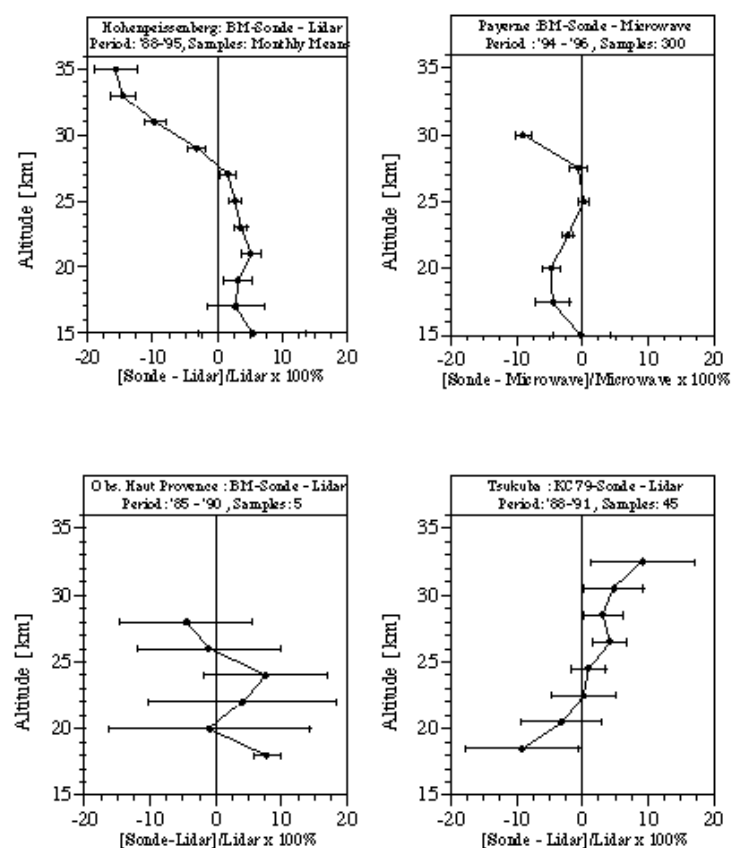 Hohenpeissenberg: BM-Sonde - Lidar
Period: '88-'95, Samples: Monthly Means
35
30
25
20
15
Altitude [km]
-20 -10 0 10 20
[Sonde - Lidar]/Lidar x 100%
Payerne :BM-Sonde - Microwave
Period : '94 - '96 , Samples: 300
35
30
25
20
15
Altitude [km]
-20 -10 0 10 20
[Sonde - Microwave]/Microwave x 100%
Obs. Haut Provence : BM-Sonde - Lidar
Period: '85 - '90 , Samples: 5
35
30
25
20
15
Altitude [km]
-20 -10 0 10 20
[Sonde-Lidar]/Lidar x 100%
Tsukuba : KC79-Sonde - Lidar
Period: '88-'91 , Samples: 45
35
30
25
20
15
Altitude [km]
-20 -10 0 10 20
[Sonde - Lidar]/Lidar x 100%